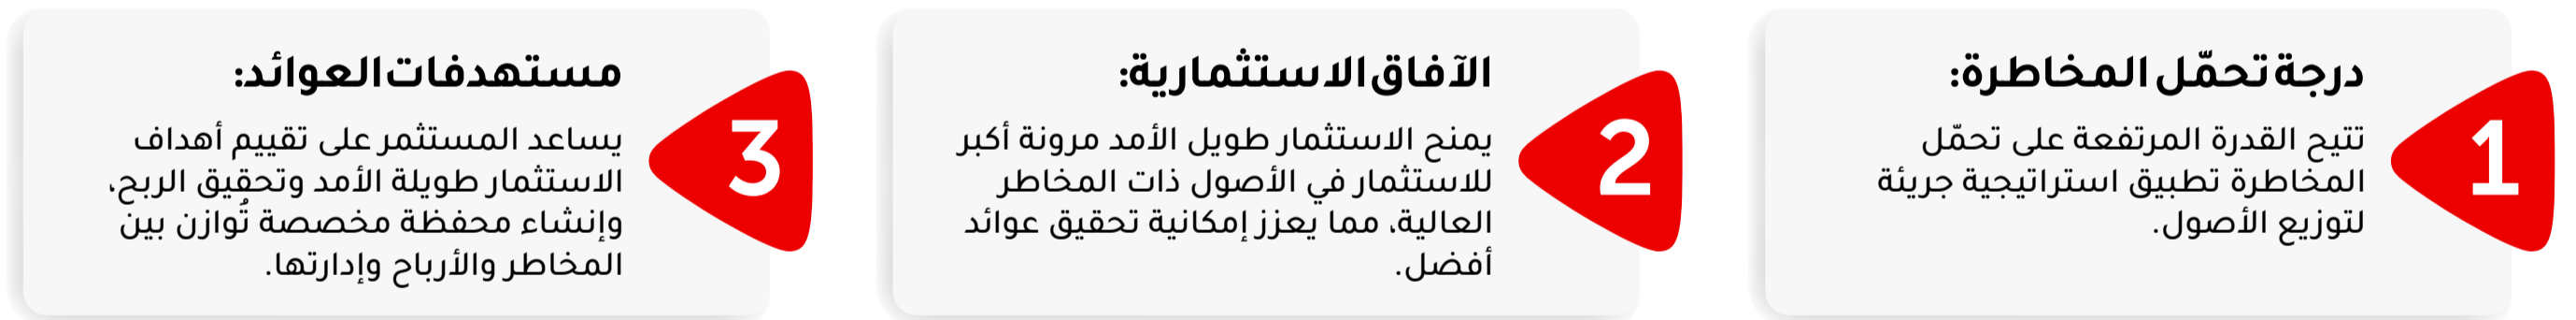 1
درجة تحمّل المخاطرة:
تتيح القدرة المرتفعة على تحمّل
المخاطرة تطبيق استراتيجية جريئة
لتوزيع الأصول.
2
الآفاق الاستثمارية:
يمنح الاستثمار طويل الأمد مرونة أكبر
للاستثمار في الأصول ذات المخاطر
العالية، مما يعزز إمكانية تحقيق عوائد
أفضل.
3
مستهدفات العوائد:
يساعد المستثمر على تقييم أهداف
الاستثمار طويلة الأمد وتحقيق الربح،
وإنشاء محفظة مخصصة تُوازن بين
المخاطر والأرباح وإدارتها.